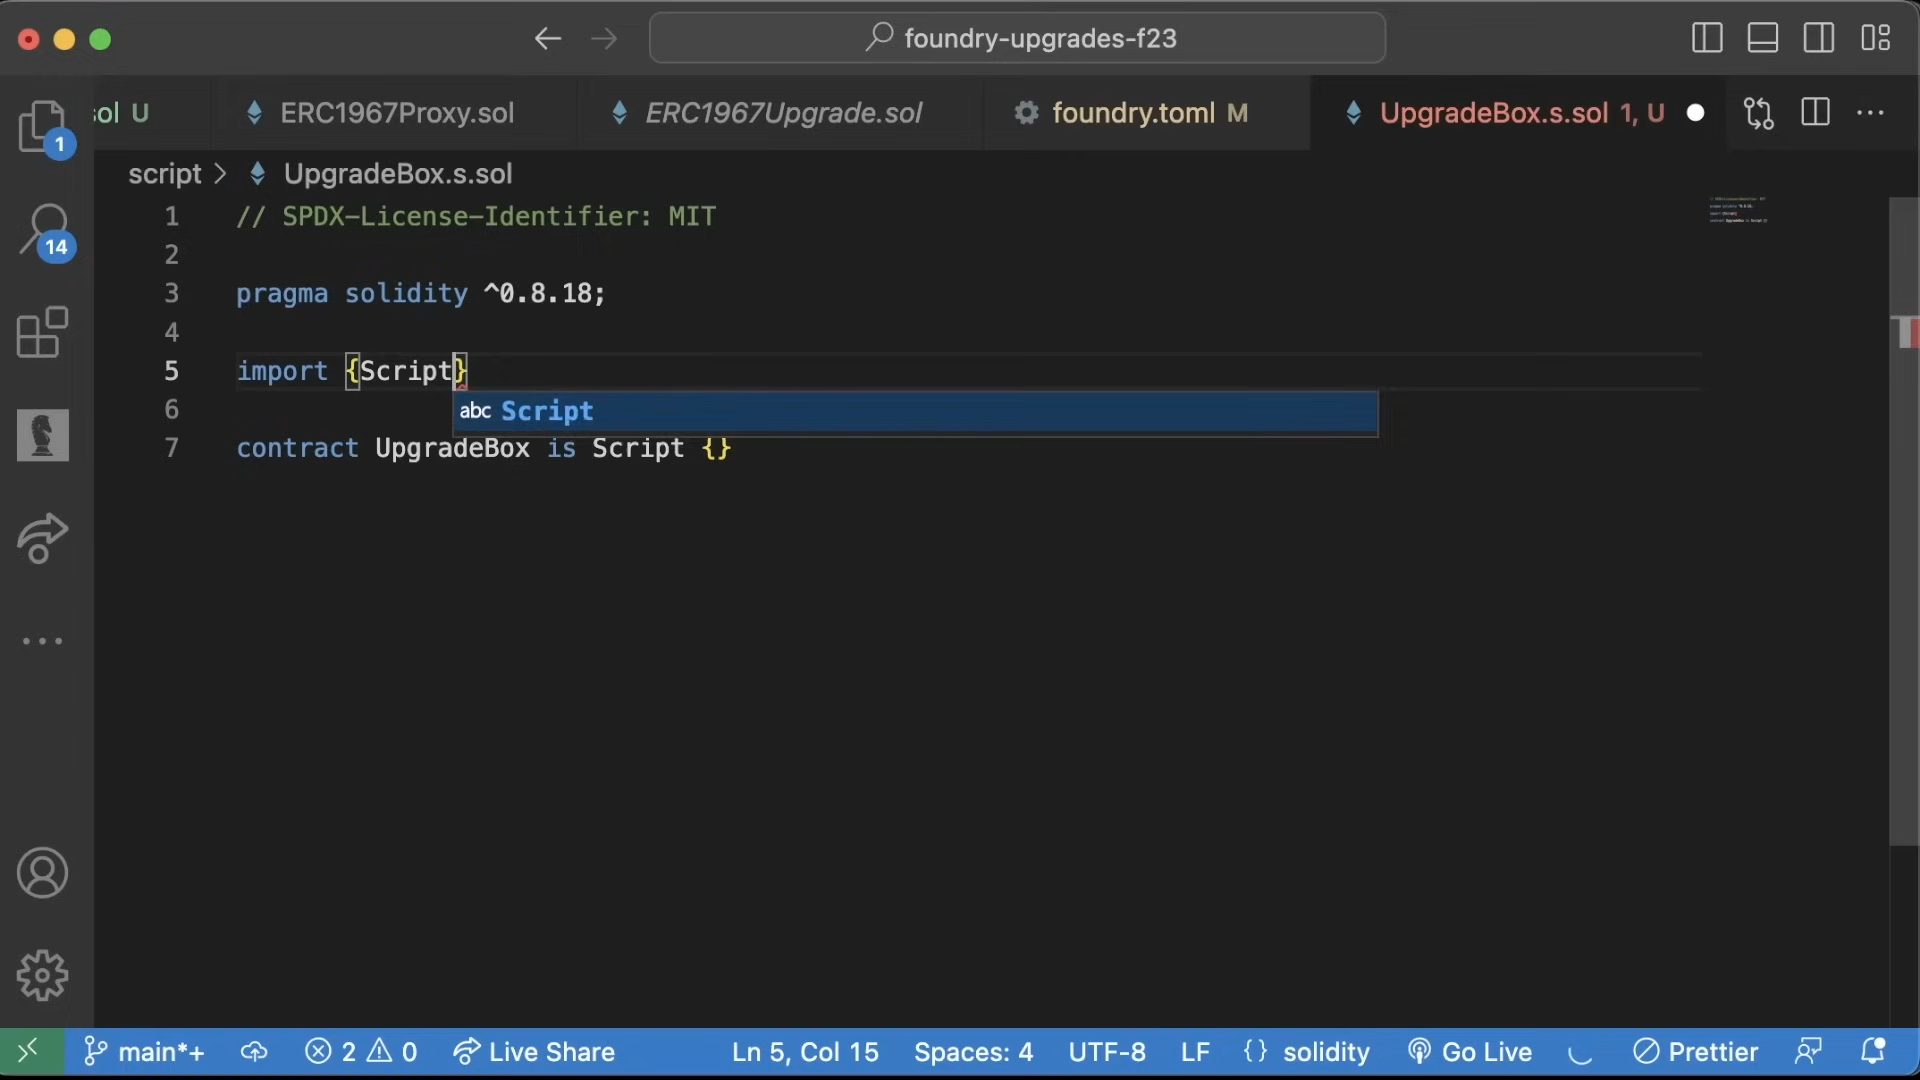 foundry-upgrades-f23
sol U
ERC1967Proxy.sol
ERC1967Upgrade.sol
foundry.toml M
UpgradeBox.s.sol 1, U
1
script > UpgradeBox.s.sol
1 // SPDX-License-Identifier: MIT
2
14
3 pragma solidity ^0.8.18;
4
5 import {Script}
6 abc Script
7 contract UpgradeBox is Script {}
main*+ 2 0 Live Share Ln 5, Col 15 Spaces: 4 UTF-8 LF {} solidity Go Live Prettier